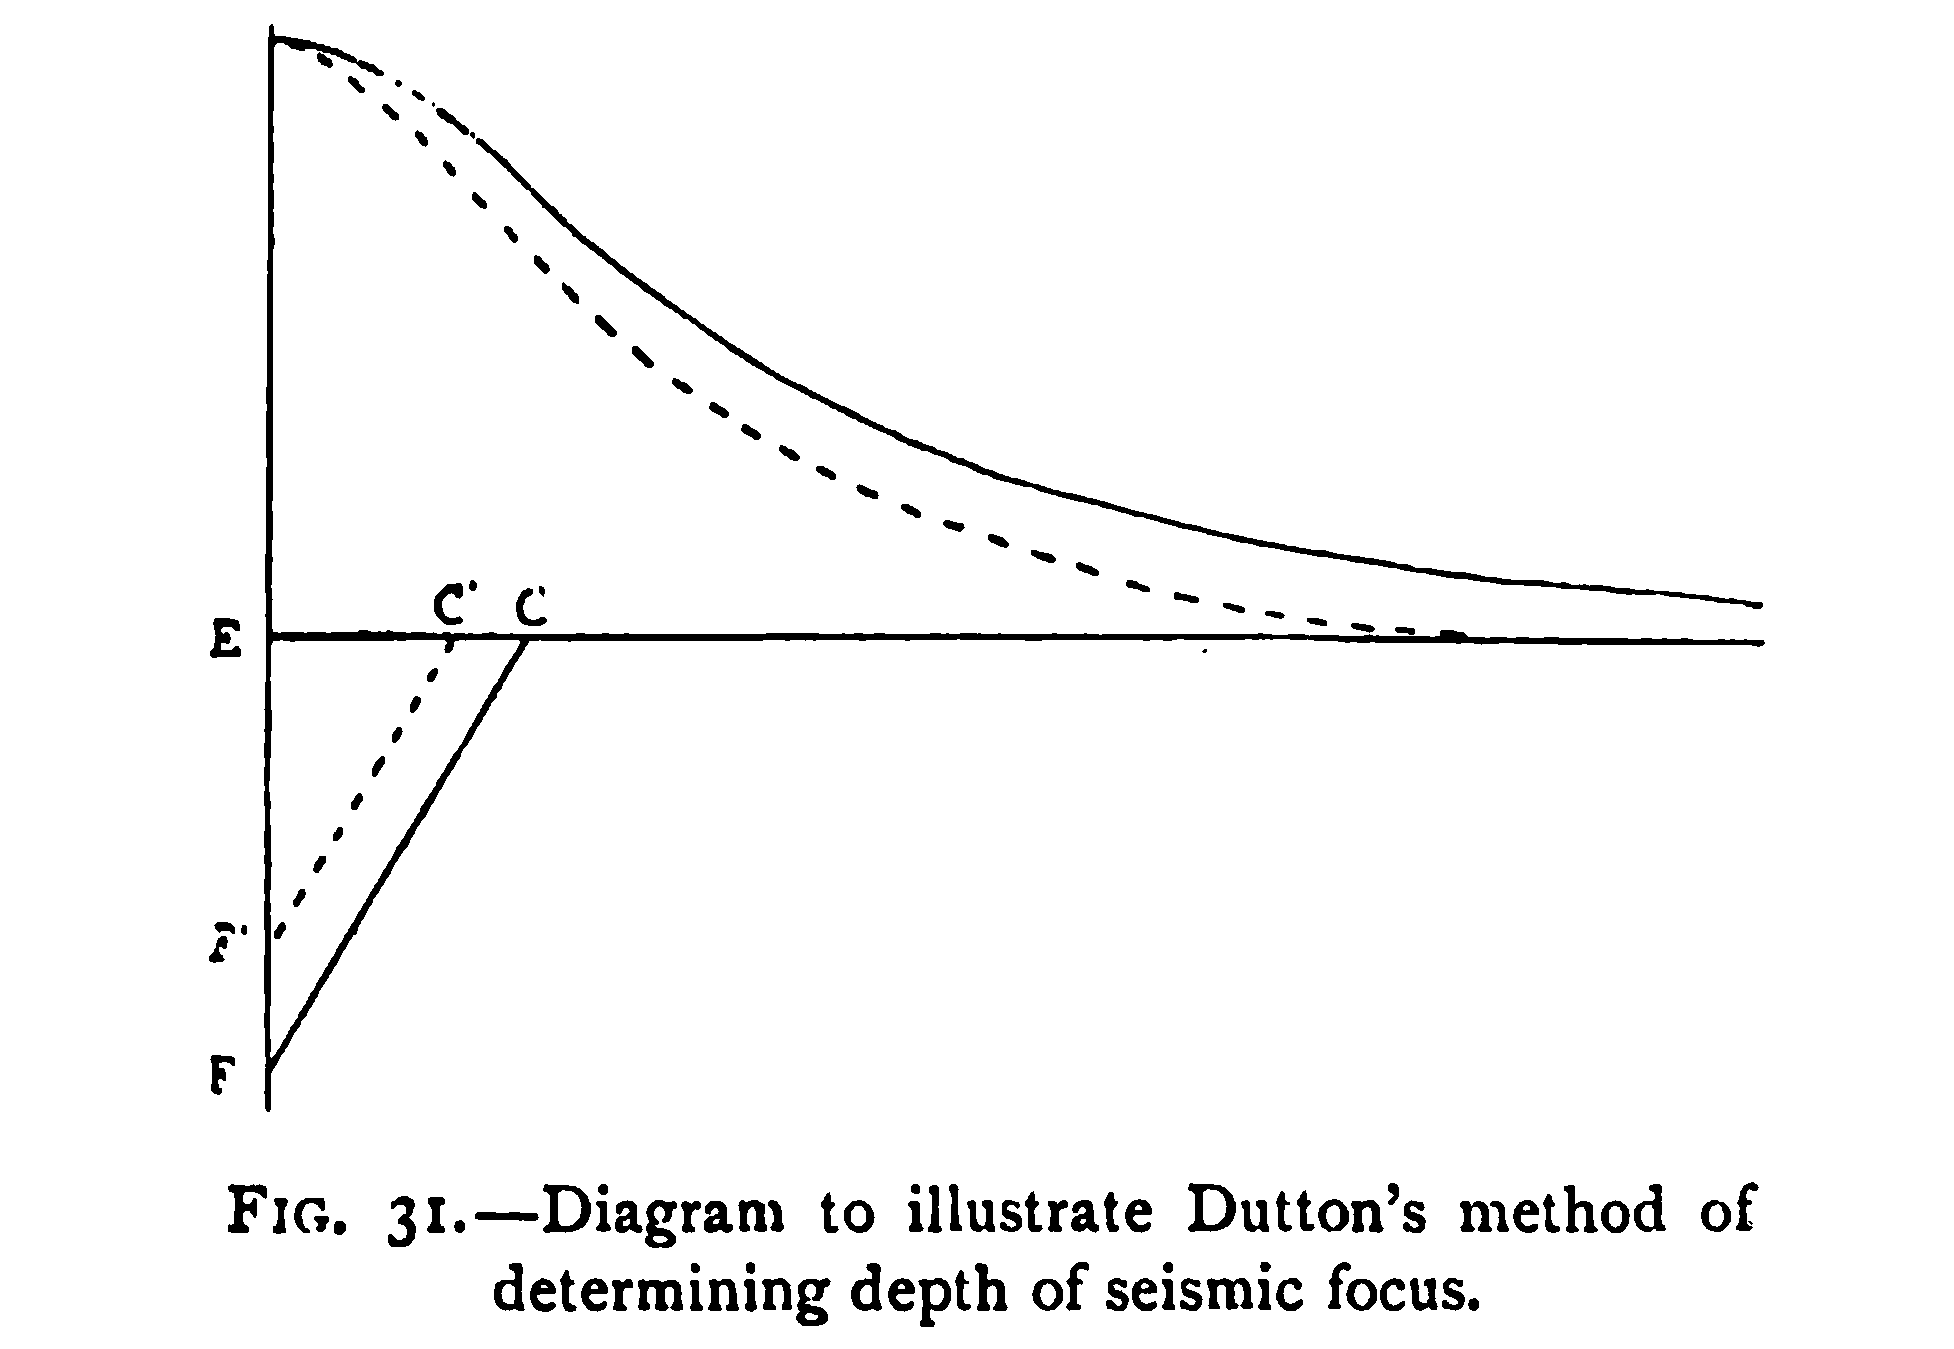 C' C
E
F'
F
FIG. 31.—Diagram to illustrate Dutton's method of
determining depth of seismic focus.